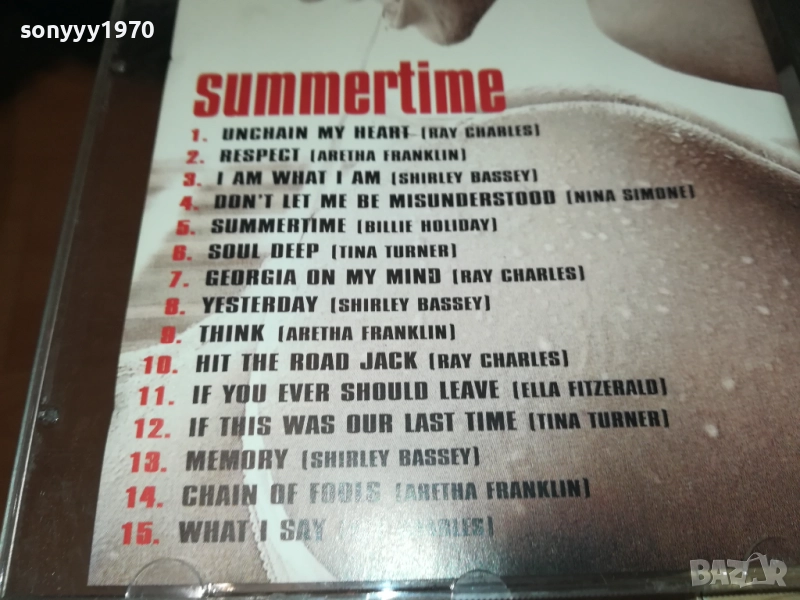 sonyyy1970
summertime
1. UNCHAIN MY HEART (RAY CHARLES)
2. RESPECT (ARETHA FRANKLIN)
3. I AM WHAT I AM (SHIRLEY BASSEY)
4. DON'T LET ME BE MISUNDERSTOOD (NINA SIMONE)
5. SUMMERTIME (BILLIE HOLIDAY)
6. SOUL DEEP (TINA TURNER)
7. GEORGIA ON MY MIND (RAY CHARLES)
8. YESTERDAY (SHIRLEY BASSEY)
9. THINK (ARETHA FRANKLIN)
10. HIT THE ROAD JACK (RAY CHARLES)
11. IF YOU EVER SHOULD LEAVE (ELLA FITZERALD)
12. IF THIS WAS OUR LAST TIME (TINA TURNER)
13. MEMORY (SHIRLEY BASSEY)
14. CHAIN OF FOOLS (ARETHA FRANKLIN)
15. WHAT I SAY CHARLES)
BAZAR